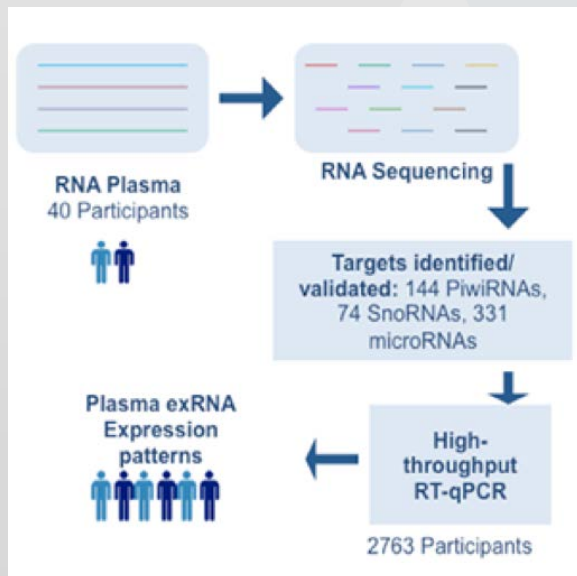 RNA Plasma
40 Participants
RNA Sequencing
Targets identified/
validated: 144 PiwiRNAs,
74 SnoRNAs, 331
microRNAs
High-
throughput
RT-qPCR
2763 Participants
Plasma exRNA
Expression
patterns